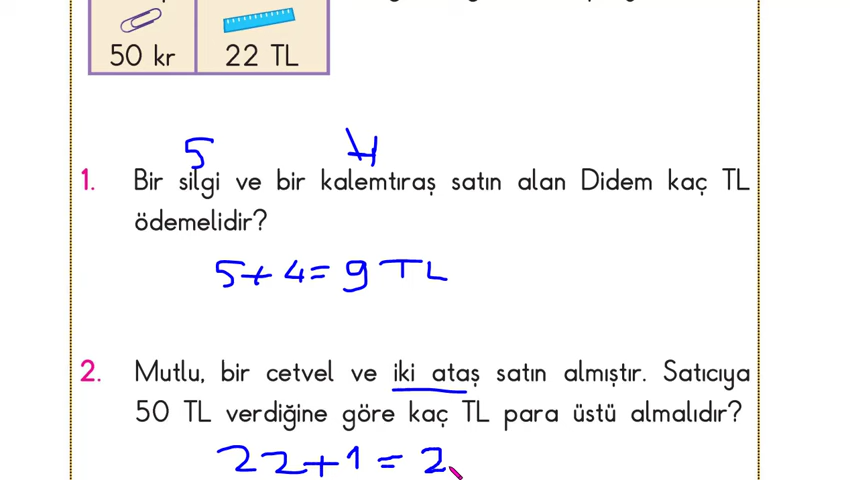 50 kr 22 TL
5 4
1. Bir silgi ve bir kalemtıraş satın alan Didem kaç TL
ödemelidir?
5+4=9 TL
2. Mutlu, bir cetvel ve iki ataş satın almıştır. Satıcıya
50 TL verdiğine göre kaç TL para üstü almalıdır?
22+1=2